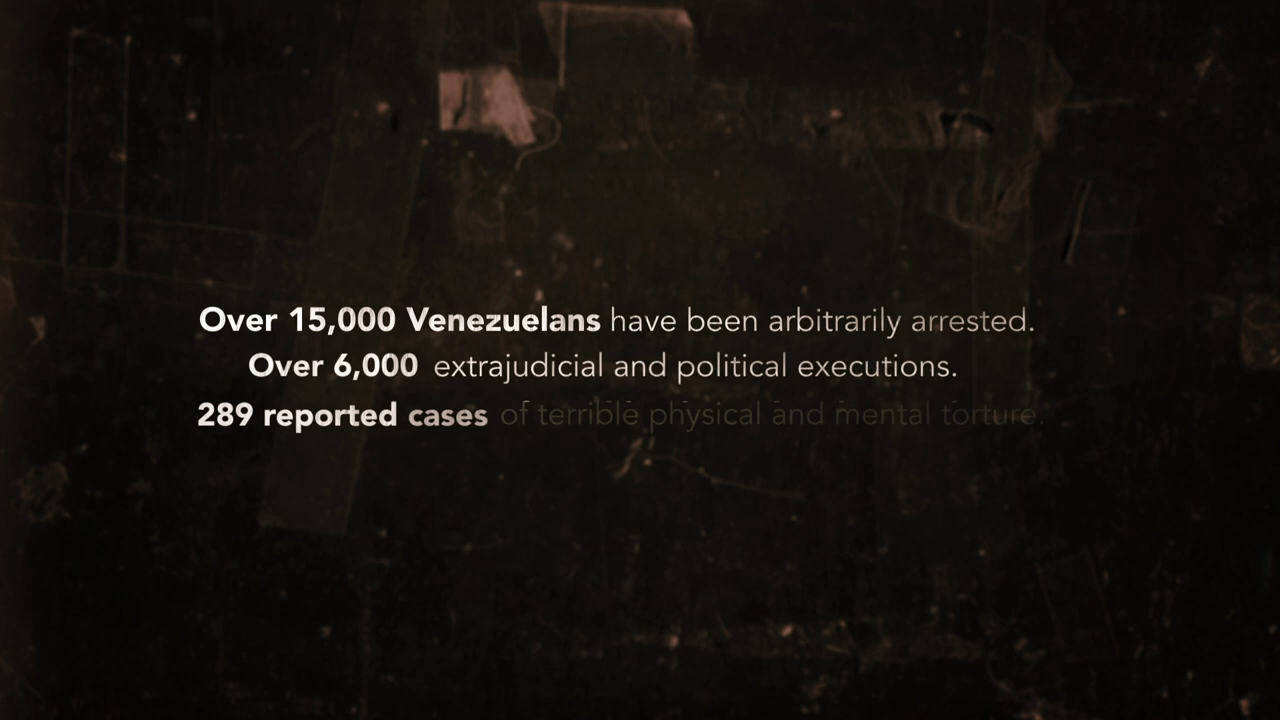 Over 15,000 Venezuelans have been arbitrarily arrested.
Over 6,000 extrajudicial and political executions.
289 reported cases of terrible physical and mental torture.